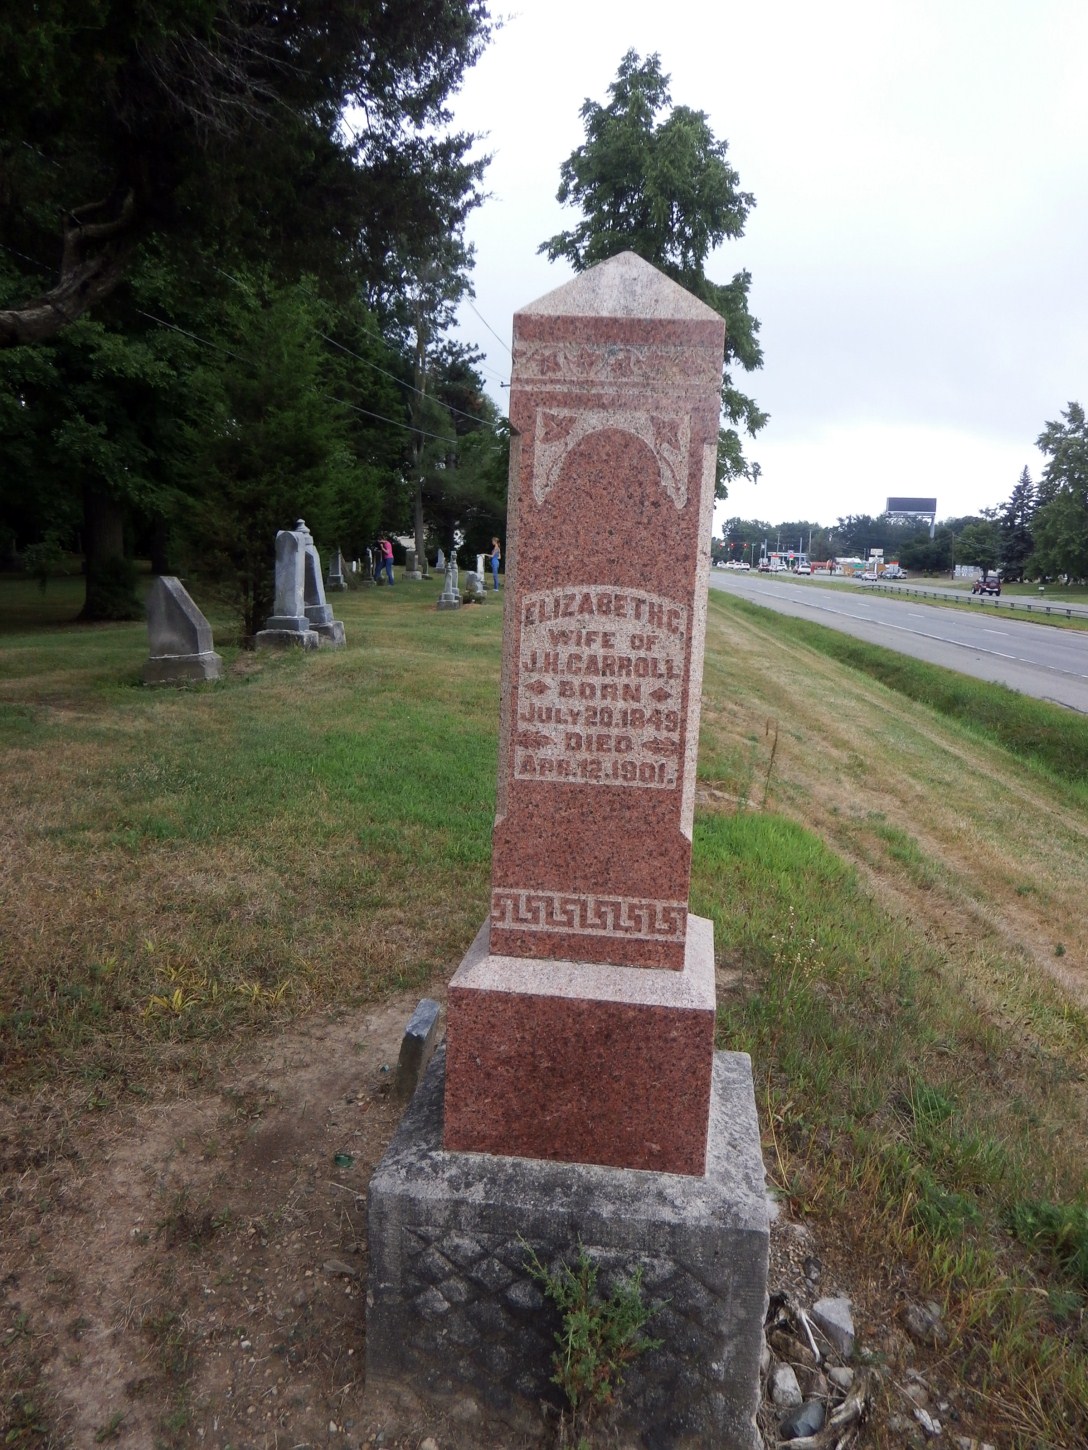 ELIZABETH C.
WIFE OF
J.H. CARROLL
BORN
JULY 20. 1849
DIED
APR. 12. 1901.